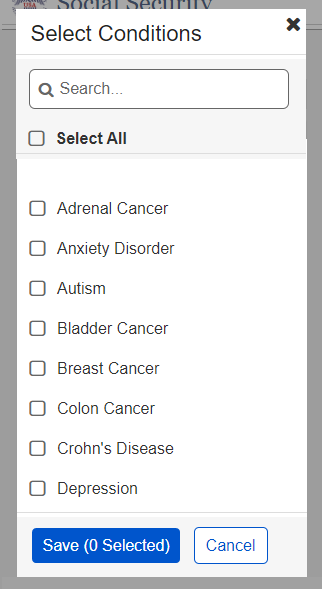 USA
Social Security
Select Conditions
Search...
Select All
Adrenal Cancer
Anxiety Disorder
Autism
Bladder Cancer
Breast Cancer
Colon Cancer
Crohn's Disease
Depression
Save (0 Selected)
Cancel